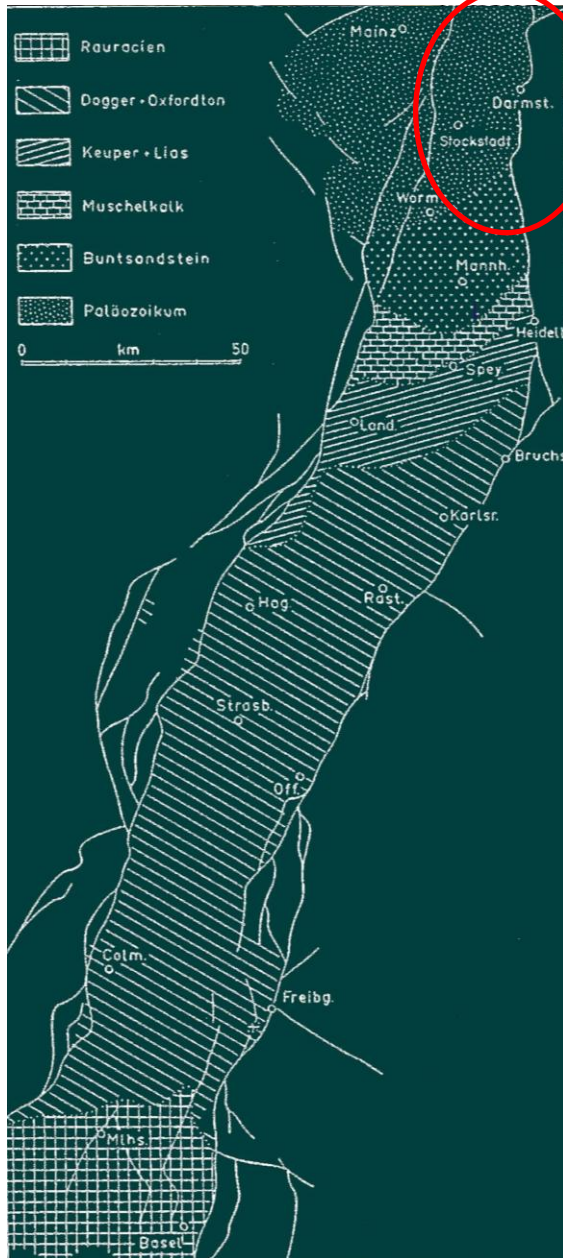 Rauracien
Dogger + Oxfordton
Keuper + Lias
Muschelkalk
Buntsandstein
Paläozoikum
0 km 50
Mainz
Darmst.
Stockstadt
Worm.
Mannh.
Heidelb
Spey.
Land.
Bruchs
Karlsr.
Hag.
Rast.
Strasb.
Off.
Colm.
Freibg.
Mlhs.
Basel